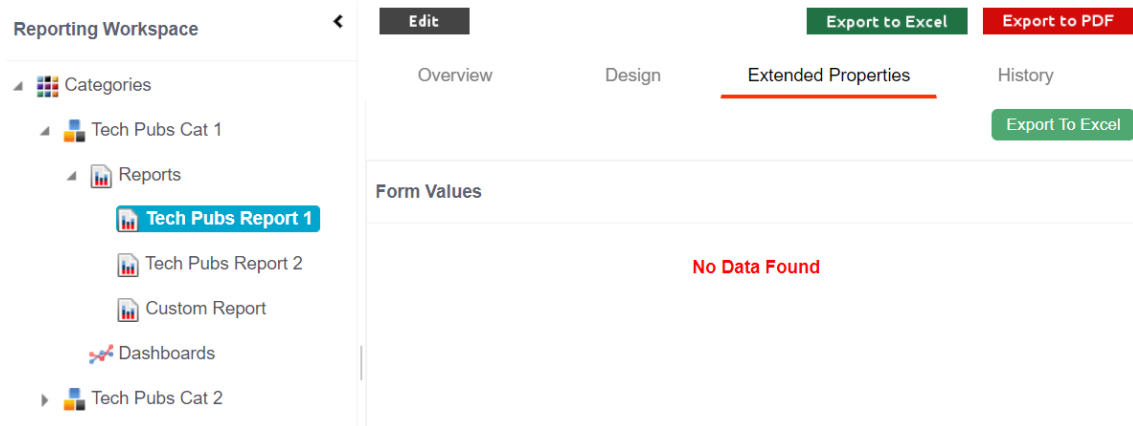 Reporting Workspace
Categories
Tech Pubs Cat 1
Reports
Tech Pubs Report 1
Tech Pubs Report 2
Custom Report
Dashboards
Tech Pubs Cat 2
Edit
Export to Excel
Export to PDF
Overview
Design
Extended Properties
History
Export To Excel
Form Values
No Data Found